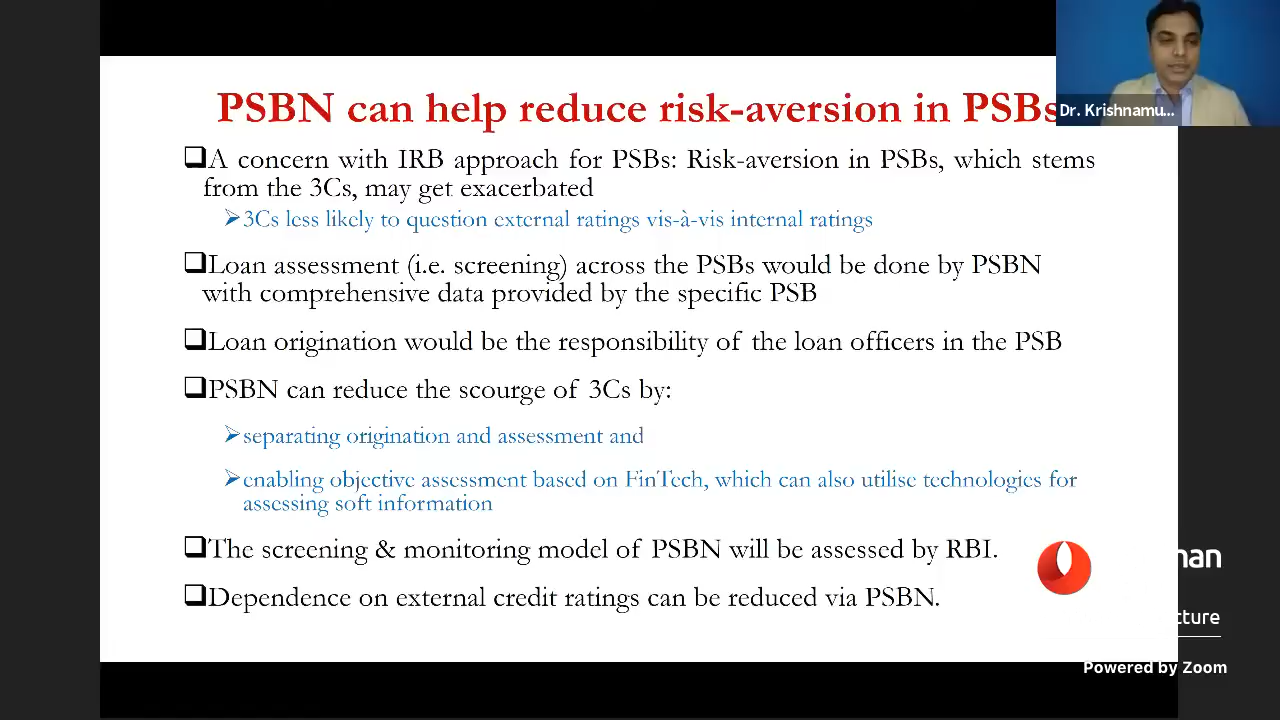 PSBN can help reduce risk-aversion in PSBs
Dr. Krishnamu...
❑A concern with IRB approach for PSBs: Risk-aversion in PSBs, which stems
from the 3Cs, may get exacerbated
➢3Cs less likely to question external ratings vis-à-vis internal ratings
❑Loan assessment (i.e. screening) across the PSBs would be done by PSBN
with comprehensive data provided by the specific PSB
❑Loan origination would be the responsibility of the loan officers in the PSB
❑PSBN can reduce the scourge of 3Cs by:
➢separating origination and assessment and
➢enabling objective assessment based on FinTech, which can also utilise technologies for
assessing soft information
❑The screening & monitoring model of PSBN will be assessed by RBI.
❑Dependence on external credit ratings can be reduced via PSBN.
Powered by Zoom